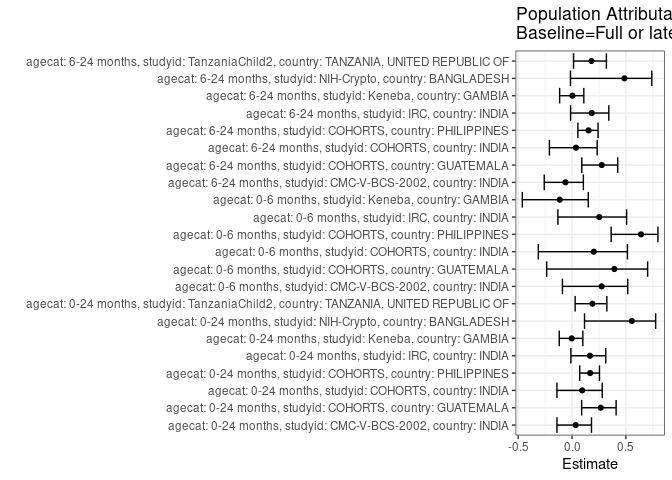 Population Attributa
Baseline=Full or late
agecat: 6-24 months, studyid: TanzaniaChild2, country: TANZANIA, UNITED REPUBLIC OF
agecat: 6-24 months, studyid: NIH-Crypto, country: BANGLADESH
agecat: 6-24 months, studyid: Keneba, country: GAMBIA
agecat: 6-24 months, studyid: IRC, country: INDIA
agecat: 6-24 months, studyid: COHORTS, country: PHILIPPINES
agecat: 6-24 months, studyid: COHORTS, country: INDIA
agecat: 6-24 months, studyid: COHORTS, country: GUATEMALA
agecat: 6-24 months, studyid: CMC-V-BCS-2002, country: INDIA
agecat: 0-6 months, studyid: Keneba, country: GAMBIA
agecat: 0-6 months, studyid: IRC, country: INDIA
agecat: 0-6 months, studyid: COHORTS, country: PHILIPPINES
agecat: 0-6 months, studyid: COHORTS, country: INDIA
agecat: 0-6 months, studyid: COHORTS, country: GUATEMALA
agecat: 0-6 months, studyid: CMC-V-BCS-2002, country: INDIA
agecat: 0-24 months, studyid: TanzaniaChild2, country: TANZANIA, UNITED REPUBLIC OF
agecat: 0-24 months, studyid: NIH-Crypto, country: BANGLADESH
agecat: 0-24 months, studyid: Keneba, country: GAMBIA
agecat: 0-24 months, studyid: IRC, country: INDIA
agecat: 0-24 months, studyid: COHORTS, country: PHILIPPINES
agecat: 0-24 months, studyid: COHORTS, country: INDIA
agecat: 0-24 months, studyid: COHORTS, country: GUATEMALA
agecat: 0-24 months, studyid: CMC-V-BCS-2002, country: INDIA
-0.5 0.0 0.5
Estimate